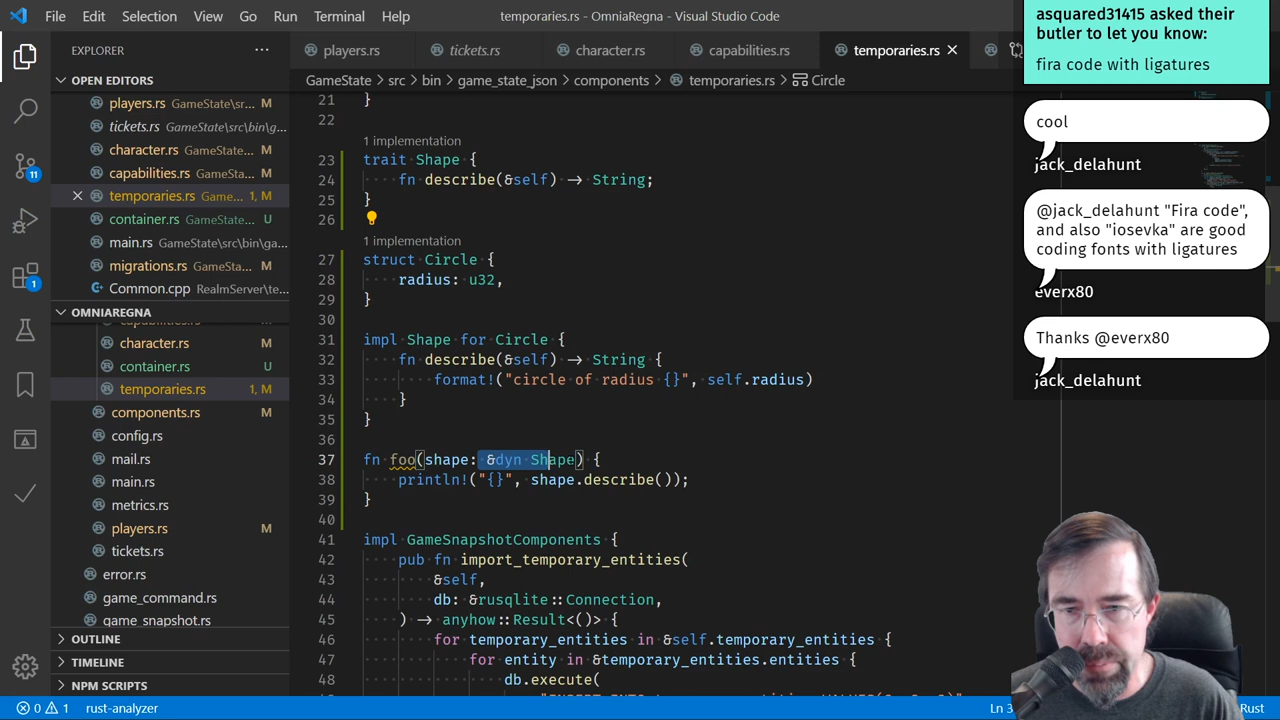 File Edit Selection View Go Run Terminal Help
temporaries.rs - OmniaRegna - Visual Studio Code
EXPLORER
OPEN EDITORS
players.rs GameState\sr... M
tickets.rs GameState\src\bin\g...
character.rs GameState... M
capabilities.rs GameSta... M
temporaries.rs Game... 1, M
container.rs GameState... U
main.rs GameState\src\bin\ga...
migrations.rs GameSta... M
Common.cpp RealmServer\te...
OMNIAREGNA
capabilities.rs M
character.rs M
container.rs U
temporaries.rs 1, M
components.rs M
config.rs
mail.rs
main.rs
metrics.rs
players.rs M
tickets.rs
error.rs
game_command.rs
game_snapshot.rs
OUTLINE
TIMELINE
NPM SCRIPTS
11
1
players.rs tickets.rs character.rs capabilities.rs temporaries.rs
GameState > src > bin > game_state_json > components > temporaries.rs > Circle
21 }
22
1 implementation
23 trait Shape {
24 fn describe(&self) → String;
25 }
26
1 implementation
27 struct Circle {
28 radius: u32,
29 }
30
31 impl Shape for Circle {
32 fn describe(&self) → String {
33 format!("circle of radius {}", self.radius)
34 }
35 }
36
37 fn foo(shape: &dyn Shape) {
38 println!("{}", shape.describe());
39 }
40
41 impl GameSnapshotComponents {
42 pub fn import_temporary_entities(
43 &self,
44 db: &rusqlite::Connection,
45 ) → anyhow::Result<()> {
46 for temporary_entities in &self.temporary_entities {
47 for entity in &temporary_entities.entities {
48 db.execute(
asquared31415 asked their
butler to let you know:
fira code with ligatures
cool
jack_delahunt
@jack_delahunt "Fira code",
and also "iosevka" are good
coding fonts with ligatures
everx80
Thanks @everx80
jack_delahunt
0 1 rust-analyzer
Ln 3
Rust